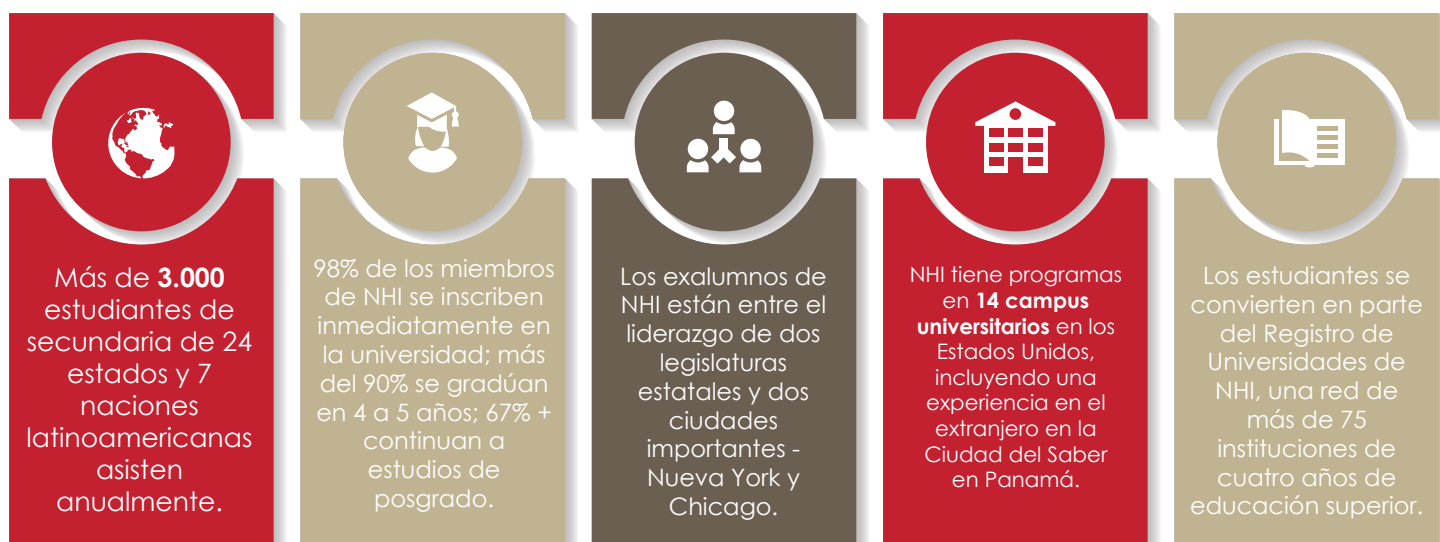 Más de 3.000
estudiantes de
secundaria de 24
estados y 7
naciones
latinoamericanas
asisten
anualmente.
98% de los miembros
de NHI se inscriben
inmediatamente en
la universidad; más
del 90% se gradúan
en 4 a 5 años; 67% +
continuan a
estudios de
posgrado.
Los exalumnos de
NHI están entre el
liderazgo de dos
legislaturas
estatales y dos
ciudades
importantes -
Nueva York y
Chicago.
NHI tiene programas
en 14 campus
universitarios en los
Estados Unidos,
incluyendo una
experiencia en el
extranjero en la
Ciudad del Saber
en Panamá.
Los estudiantes se
convierten en parte
del Registro de
Universidades de
NHI, una red de
más de 75
instituciones de
cuatro años de
educación superior.